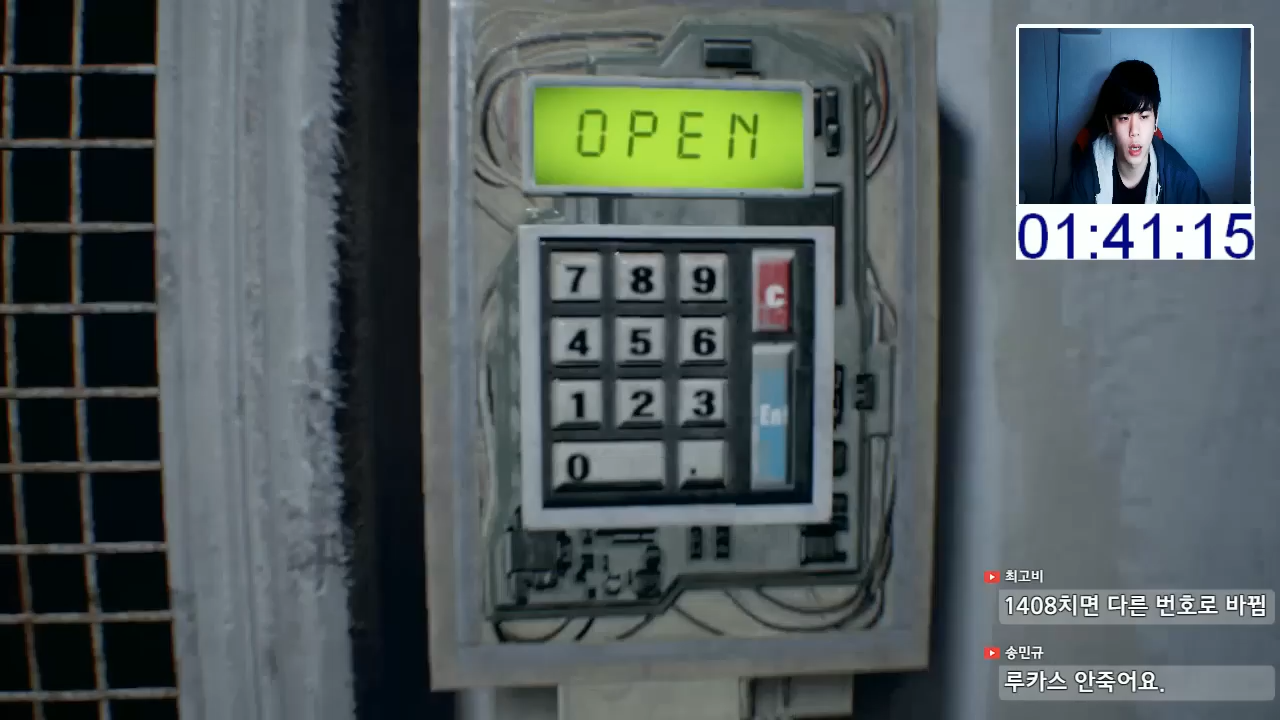 OPEN
7 8 9 C
4 5 6
1 2 3 Ent
0 .
01:41:15
최고비
1408치면 다른 번호로 바뀜
송민규
루카스 안죽어요.